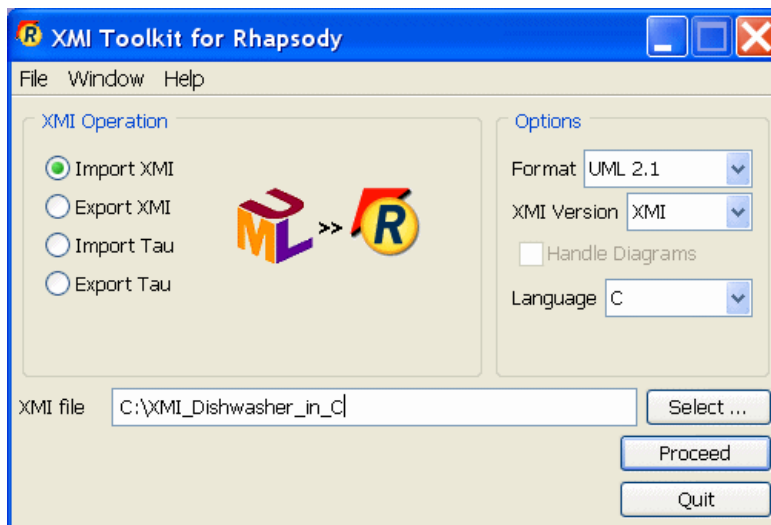 XMI Toolkit for Rhapsody
File Window Help
XMI Operation
Import XMI
Export XMI
Import Tau
Export Tau
UML >> R
Options
Format UML 2.1
XMI Version XMI
Handle Diagrams
Language C
XMI file C:\XMI_Dishwasher_in_C Select ...
Proceed
Quit